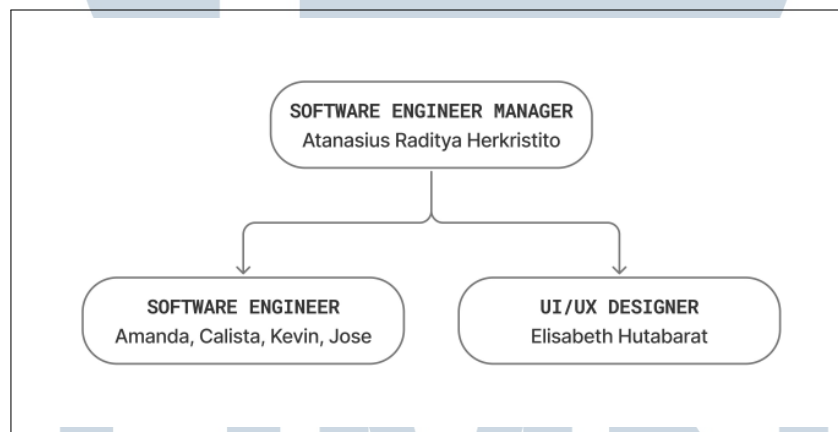 SOFTWARE ENGINEER MANAGER
Atanasius Raditya Herkristito
SOFTWARE ENGINEER
Amanda, Calista, Kevin, Jose
UI/UX DESIGNER
Elisabeth Hutabarat